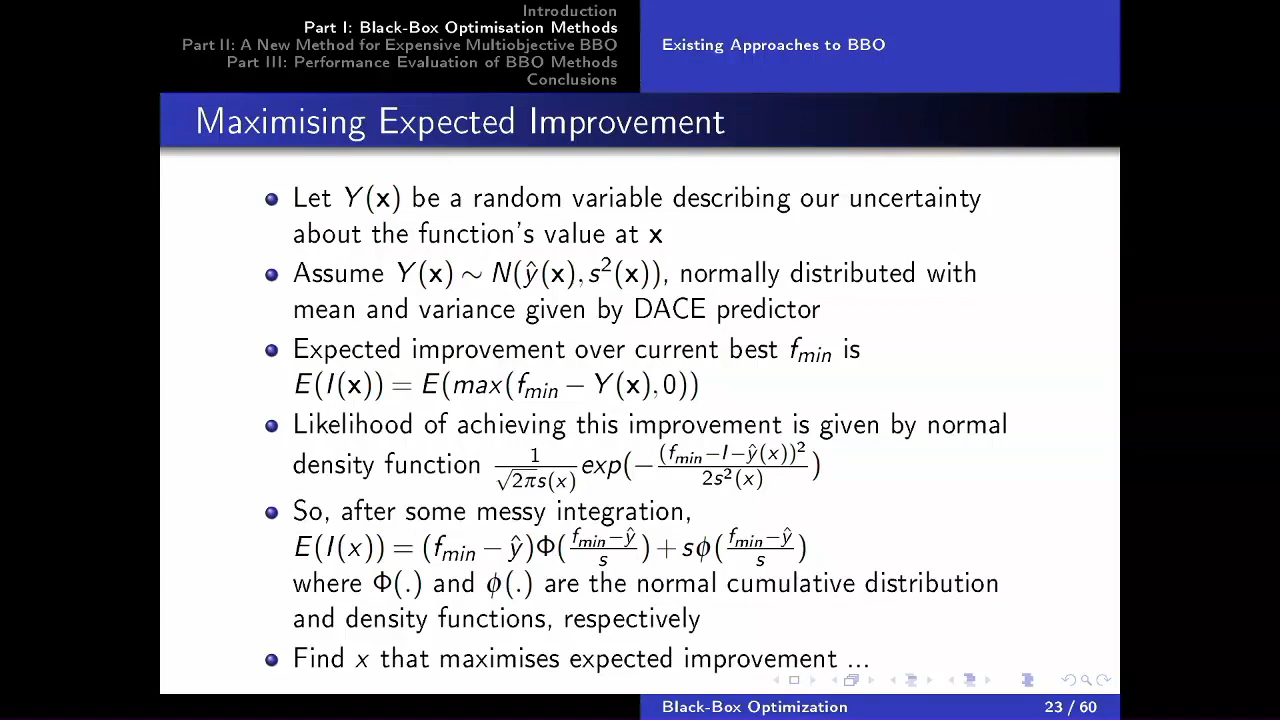 Introduction
Part I: Black-Box Optimisation Methods
Part II: A New Method for Expensive Multiobjective BBO
Part III: Performance Evaluation of BBO Methods
Conclusions
Existing Approaches to BBO
Maximising Expected Improvement
Let Y(x) be a random variable describing our uncertainty
about the function's value at x
Assume Y(x) ∼ N(ŷ(x), s²(x)), normally distributed with
mean and variance given by DACE predictor
Expected improvement over current best f_min is
E(I(x)) = E(max(f_min − Y(x), 0))
Likelihood of achieving this improvement is given by normal
density function \frac{1}{\sqrt{2π}s(x)} exp(−\frac{(f_min−I−ŷ(x))²}{2s²(x)})
So, after some messy integration,
E(I(x)) = (f_min − ŷ)Φ(\frac{f_min−ŷ}{s}) + sϕ(\frac{f_min−ŷ}{s})
where Φ(.) and ϕ(.) are the normal cumulative distribution
and density functions, respectively
Find x that maximises expected improvement ...
Black-Box Optimization
23 / 60